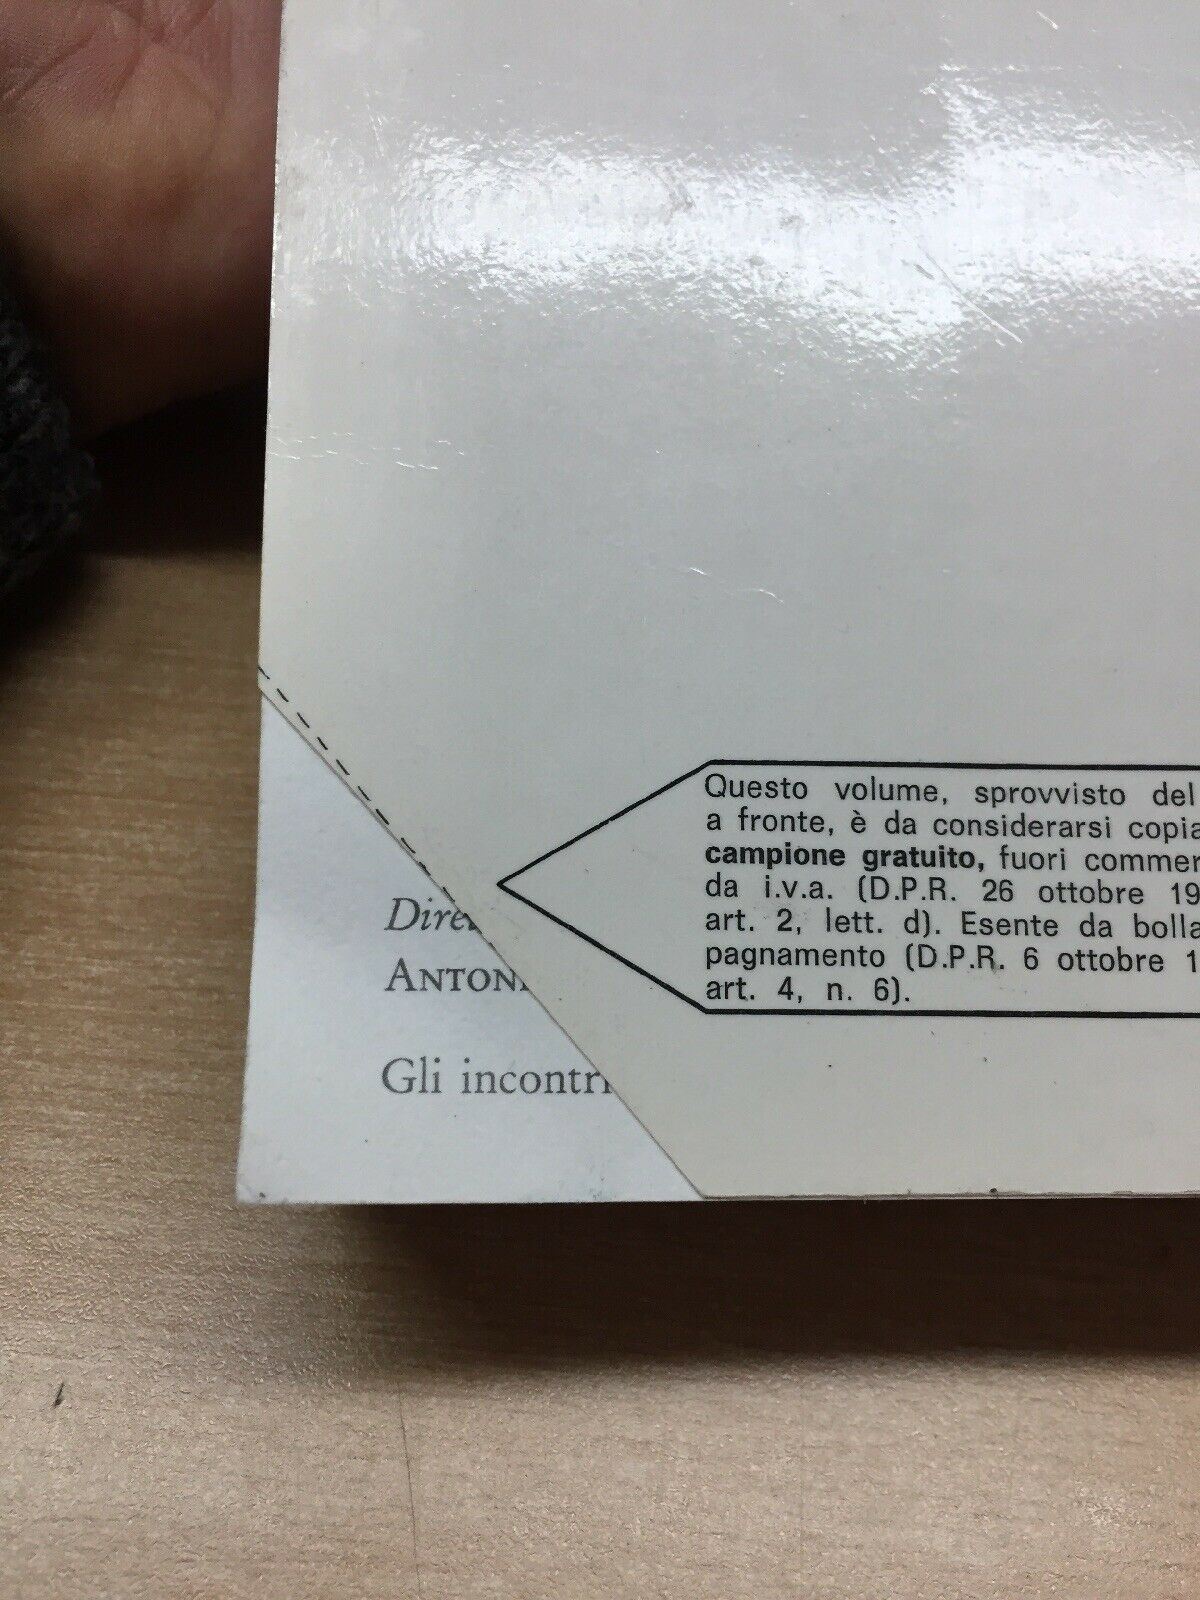 Questo volume, sprovvisto del
a fronte, è da considerarsi copia
campione gratuito, fuori commer
da i.v.a. (D.P.R. 26 ottobre 19
art. 2, lett. d). Esente da bolla
pagnamento (D.P.R. 6 ottobre 1
art. 4, n. 6).
Dire
ANTON
Gli incontri